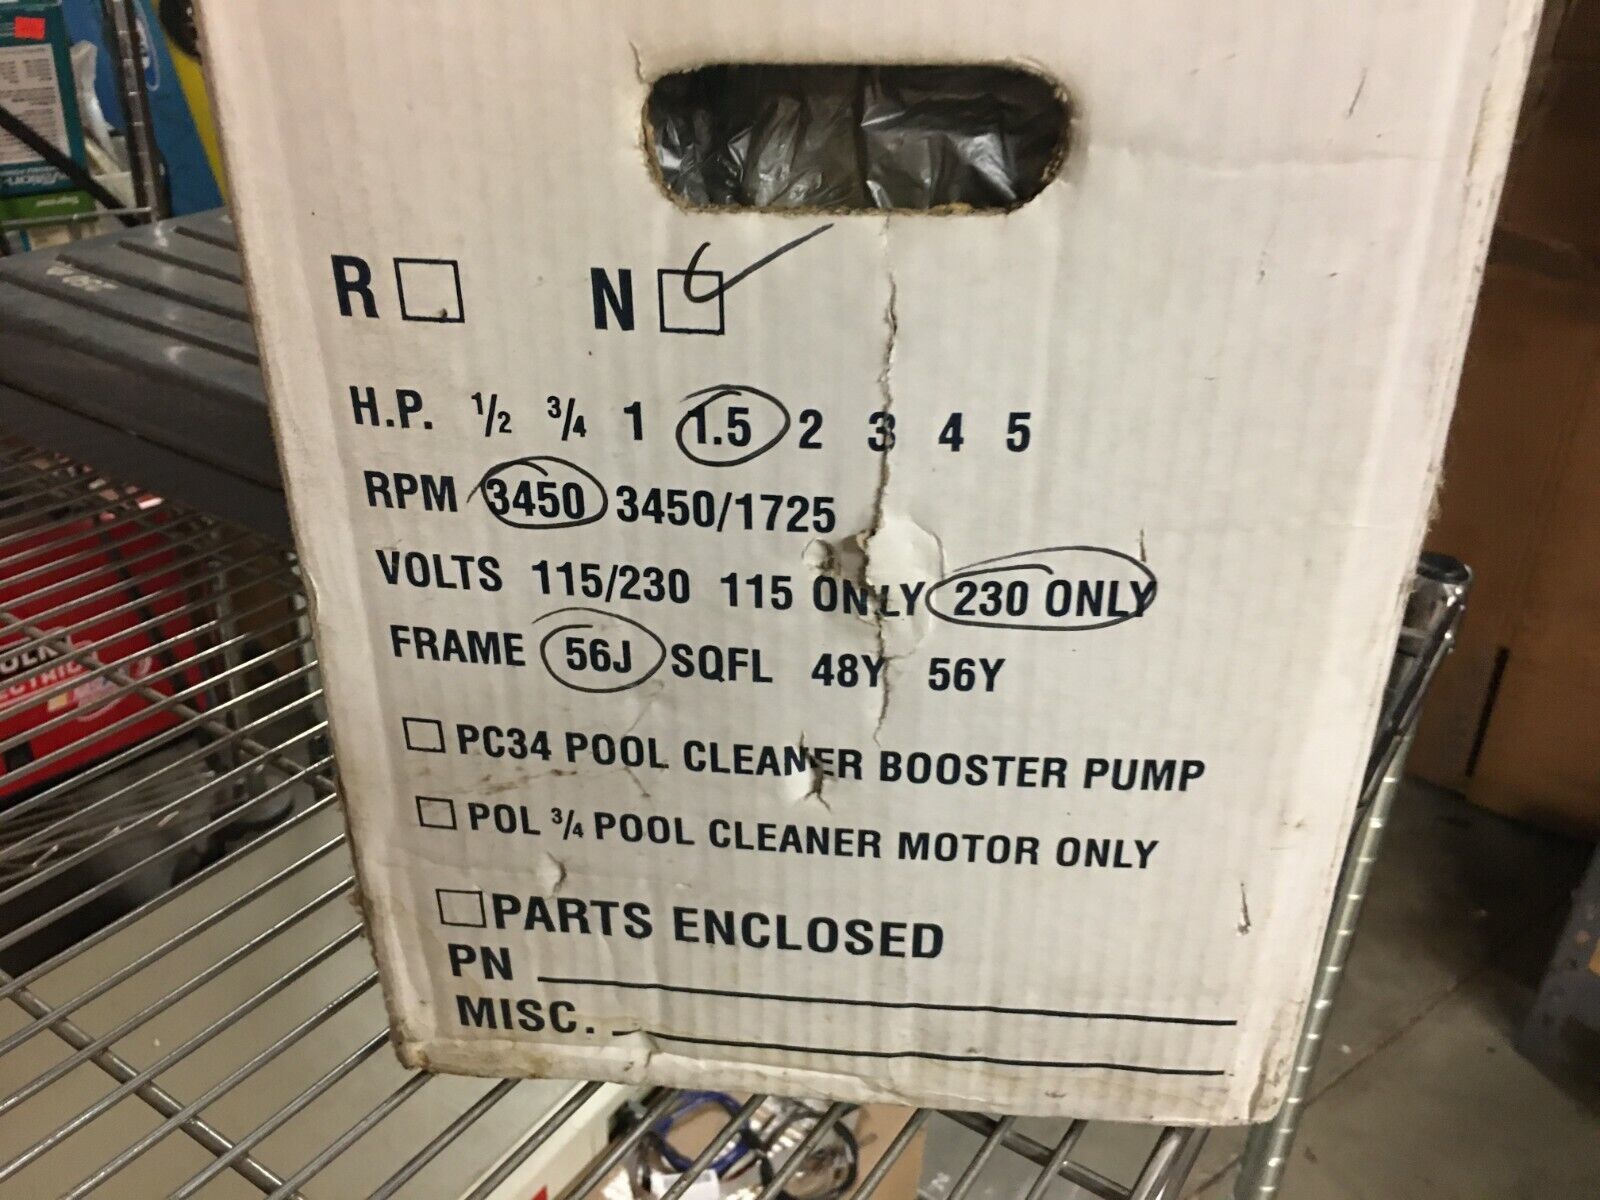 R □ N □
H.P. 1/2 3/4 1 1.5 2 3 4 5
RPM 3450 3450/1725
VOLTS 115/230 115 ONLY 230 ONLY
FRAME 56J SQFL 48Y 56Y
□ PC34 POOL CLEANER BOOSTER PUMP
□ POL 3/4 POOL CLEANER MOTOR ONLY
□ PARTS ENCLOSED
PN
MISC.